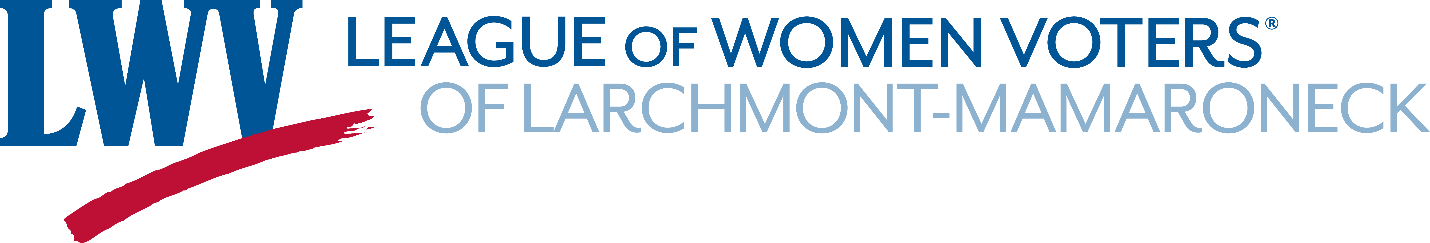 LWV LEAGUE OF WOMEN VOTERS®
OF LARCHMONT-MAMARONECK